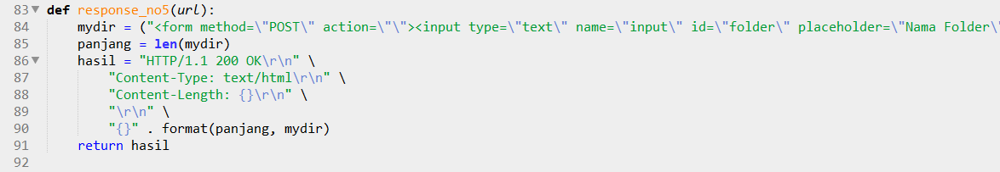 83 def response_no5(url):
84 mydir = ("<form method=\"POST\" action=\"\"><input type=\"text\" name=\"input\" id=\"folder\" placeholder=\"Nama Folder\"
85 panjang = len(mydir)
86 hasil = "HTTP/1.1 200 OK\r\n" \
87 "Content-Type: text/html\r\n" \
88 "Content-Length: {}\r\n" \
89 "\r\n" \
90 "{}" . format(panjang, mydir)
91 return hasil
92